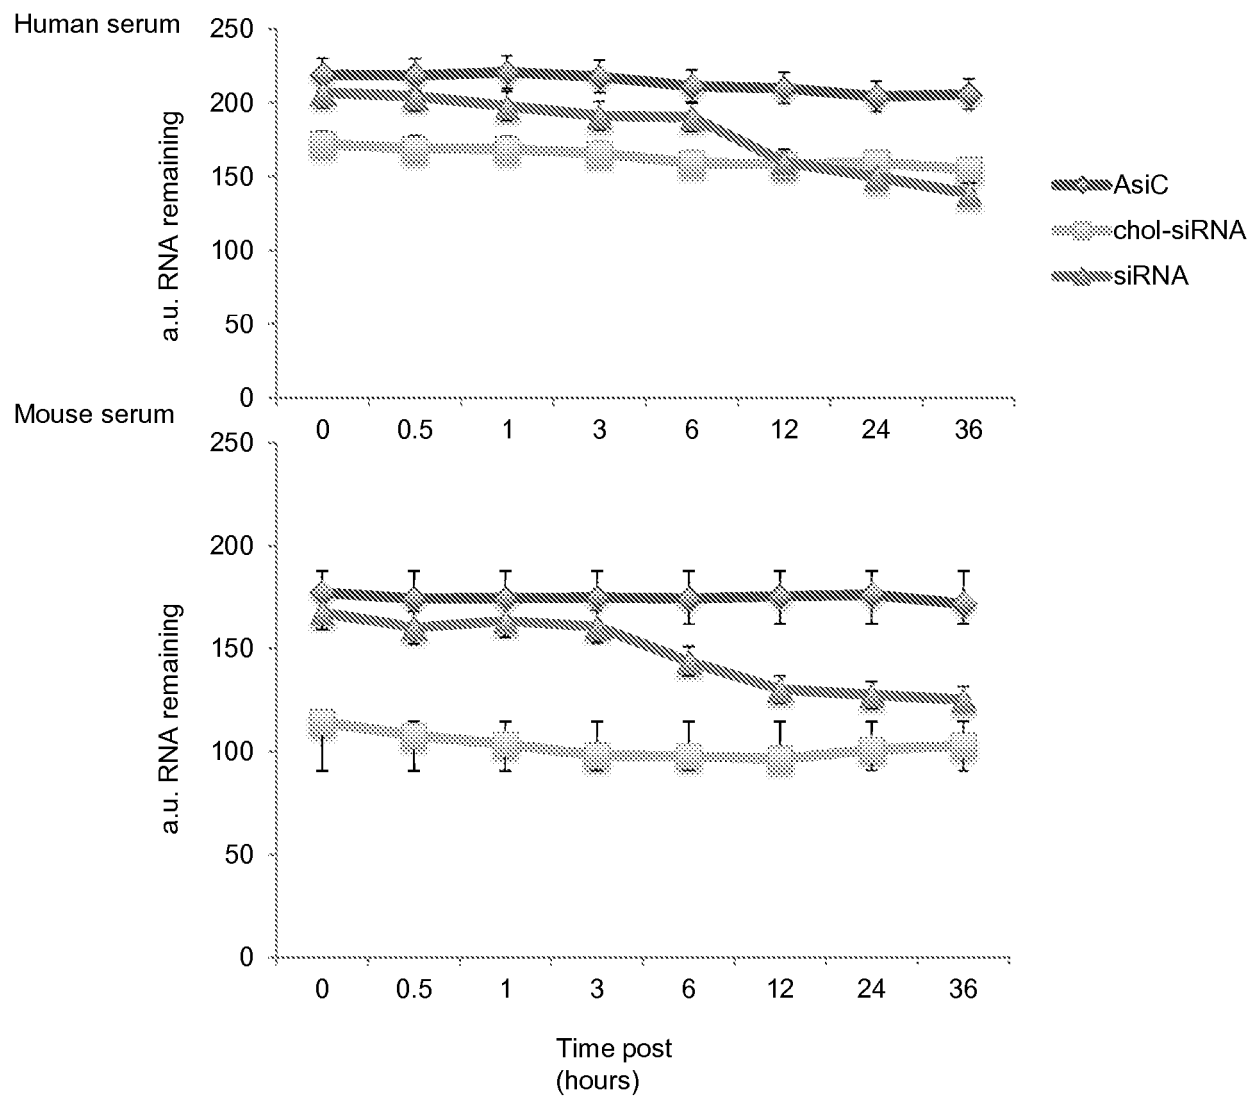 Human serum
250
200
150
100
50
0
a.u. RNA remaining
0 0.5 1 3 6 12 24 36
AsiC
chol-siRNA
siRNA
Mouse serum
250
200
150
100
50
0
a.u. RNA remaining
0 0.5 1 3 6 12 24 36
Time post
(hours)